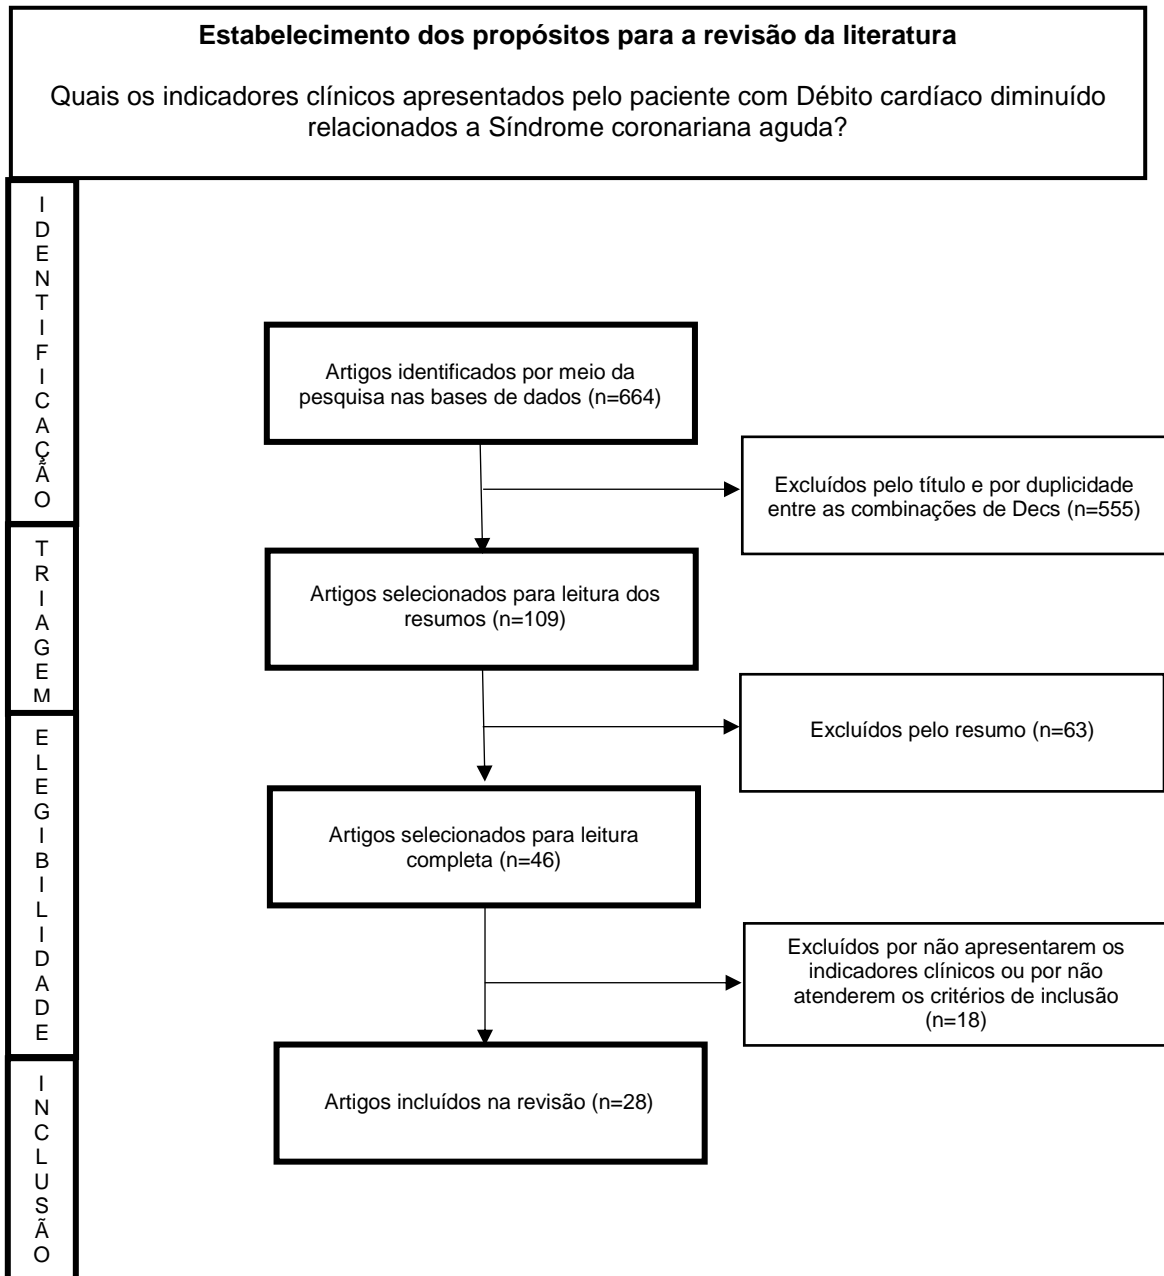 Estabelecimento dos propósitos para a revisão da literatura
Quais os indicadores clínicos apresentados pelo paciente com Débito cardíaco diminuído
relacionados a Síndrome coronariana aguda?
IDENTIFICAÇÃO
Artigos identificados por meio da
pesquisa nas bases de dados (n=664)
Excluídos pelo título e por duplicidade
entre as combinações de Decs (n=555)
TRIAGEM
Artigos selecionados para leitura dos
resumos (n=109)
Excluídos pelo resumo (n=63)
ELEGIBILIDADE
Artigos selecionados para leitura
completa (n=46)
Excluídos por não apresentarem os
indicadores clínicos ou por não
atenderem os critérios de inclusão
(n=18)
INCLUSÃO
Artigos incluídos na revisão (n=28)